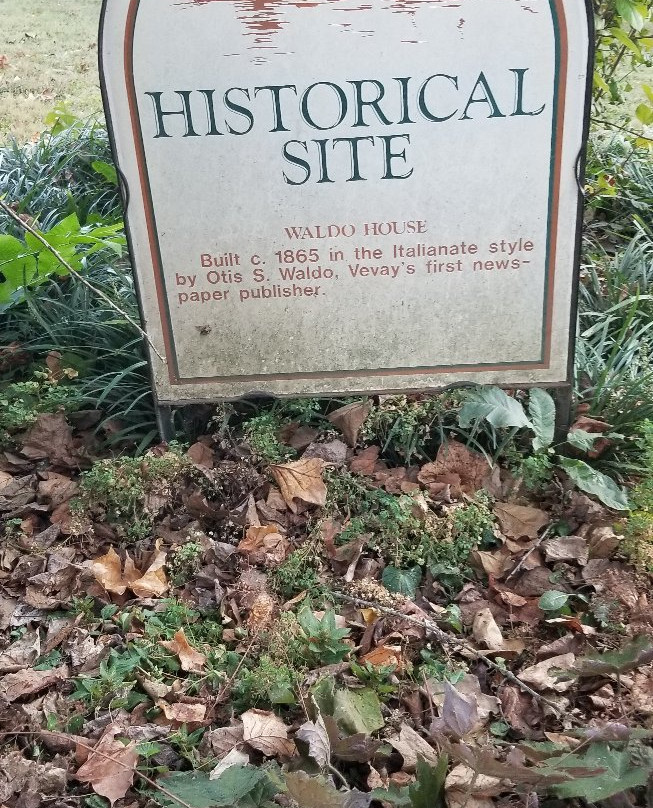 HISTORICAL
SITE
WALDO HOUSE
Built c. 1865 in the Italianate style
by Otis S. Waldo, Vevay's first news-
paper publisher.